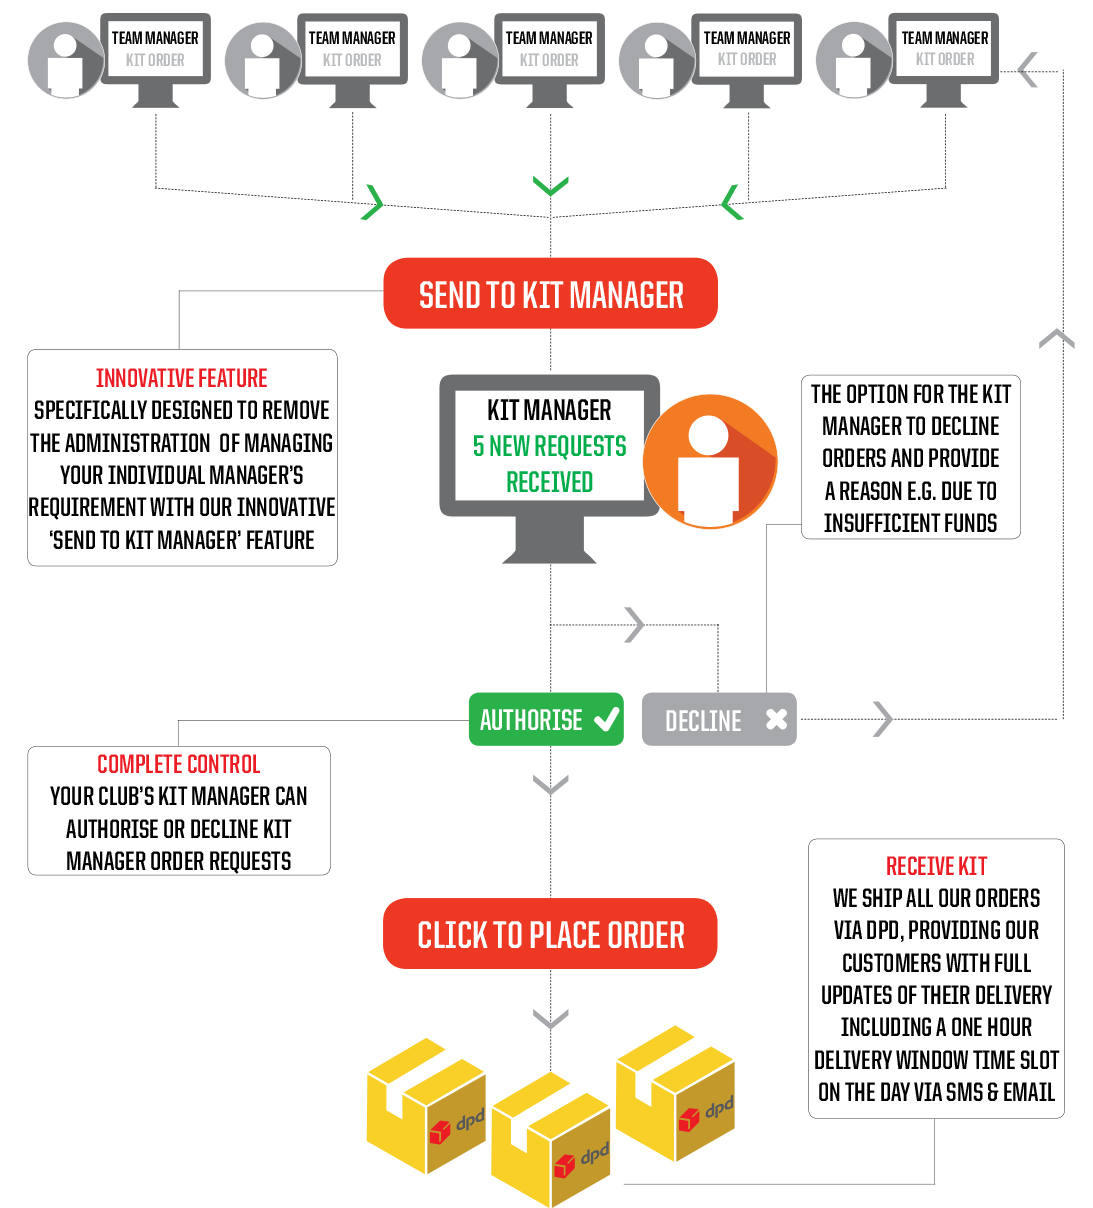 TEAM MANAGER
KIT ORDER
TEAM MANAGER
KIT ORDER
TEAM MANAGER
KIT ORDER
TEAM MANAGER
KIT ORDER
TEAM MANAGER
KIT ORDER
SEND TO KIT MANAGER
INNOVATIVE FEATURE
SPECIFICALLY DESIGNED TO REMOVE
THE ADMINISTRATION OF MANAGING
YOUR INDIVIDUAL MANAGER'S
REQUIREMENT WITH OUR INNOVATIVE
'SEND TO KIT MANAGER' FEATURE
KIT MANAGER
5 NEW REQUESTS
RECEIVED
THE OPTION FOR THE KIT
MANAGER TO DECLINE
ORDERS AND PROVIDE
A REASON E.G. DUE TO
INSUFFICIENT FUNDS
AUTHORISE
DECLINE
COMPLETE CONTROL
YOUR CLUB'S KIT MANAGER CAN
AUTHORISE OR DECLINE KIT
MANAGER ORDER REQUESTS
CLICK TO PLACE ORDER
RECEIVE KIT
WE SHIP ALL OUR ORDERS
VIA DPD, PROVIDING OUR
CUSTOMERS WITH FULL
UPDATES OF THEIR DELIVERY
INCLUDING A ONE HOUR
DELIVERY WINDOW TIME SLOT
ON THE DAY VIA SMS & EMAIL
dpd
dpd
dpd